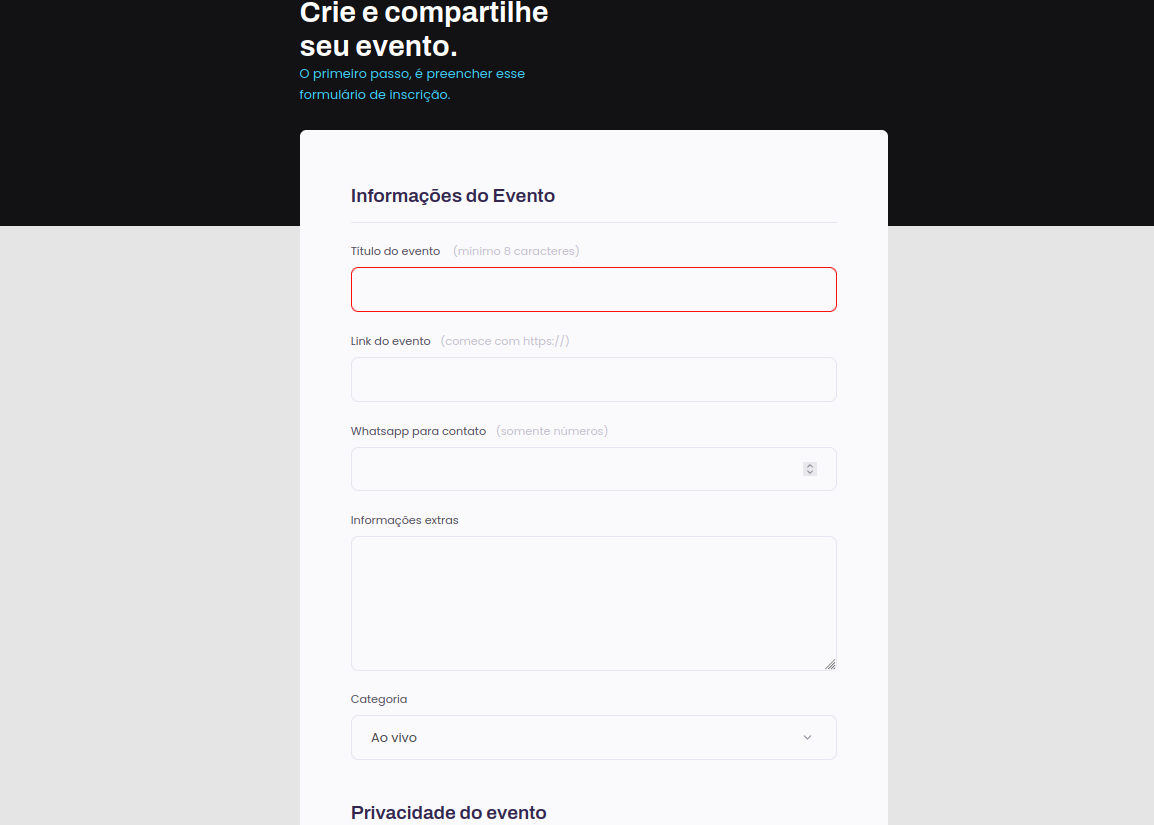 Crie e compartilhe
seu evento.
O primeiro passo, é preencher esse
formulário de inscrição.
Informações do Evento
Título do evento (mínimo 8 caracteres)
Link do evento (comece com https://)
Whatsapp para contato (somente números)
Informações extras
Categoria
Ao vivo
Privacidade do evento